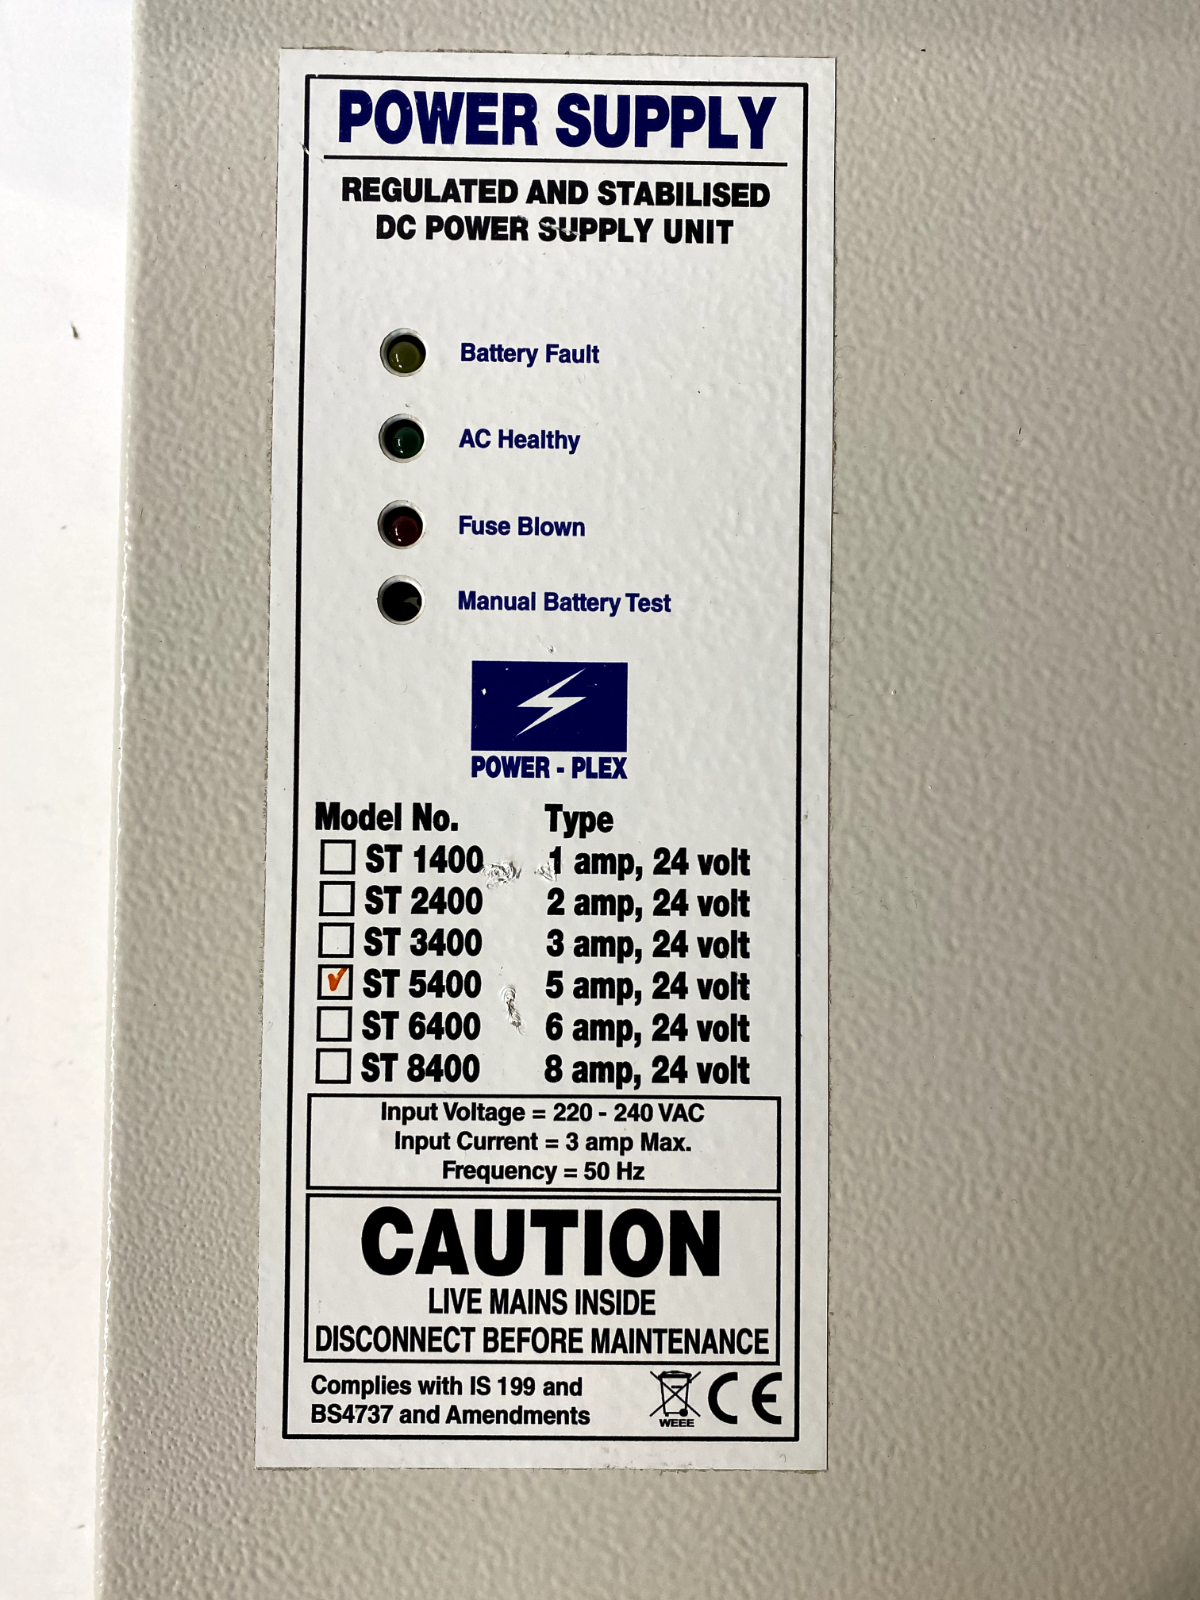 POWER SUPPLY
REGULATED AND STABILISED
DC POWER SUPPLY UNIT
Battery Fault
AC Healthy
Fuse Blown
Manual Battery Test
POWER - PLEX
Model No. Type
ST 1400 1 amp, 24 volt
ST 2400 2 amp, 24 volt
ST 3400 3 amp, 24 volt
ST 5400 5 amp, 24 volt
ST 6400 6 amp, 24 volt
ST 8400 8 amp, 24 volt
Input Voltage = 220 - 240 VAC
Input Current = 3 amp Max.
Frequency = 50 Hz
CAUTION
LIVE MAINS INSIDE
DISCONNECT BEFORE MAINTENANCE
Complies with IS 199 and
BS4737 and Amendments
WEEE
CE